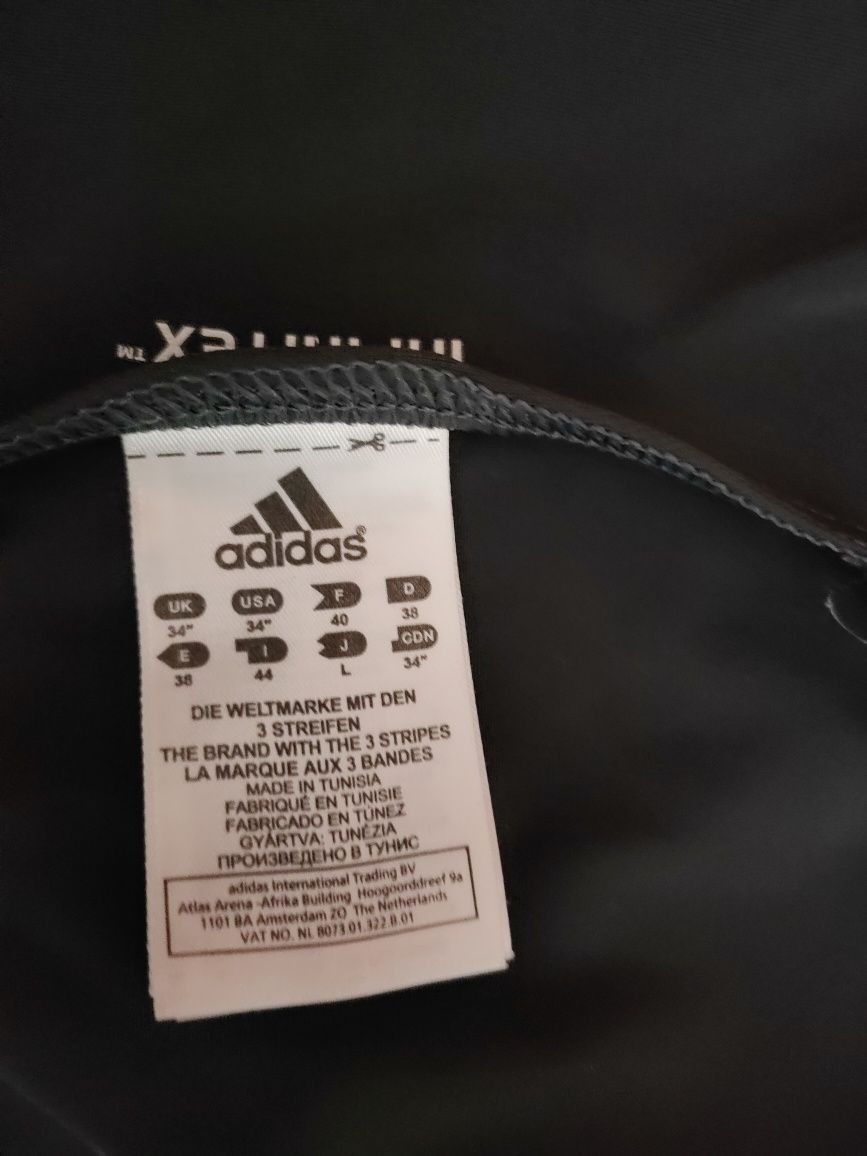 adidas®
UK USA F D
34" 34" 40 38
E I J CDN
38 44 L 34"
DIE WELTMARKE MIT DEN
3 STREIFEN
THE BRAND WITH THE 3 STRIPES
LA MARQUE AUX 3 BANDES
MADE IN TUNISIA
FABRIQUÉ EN TUNISIE
FABRICADO EN TÚNEZ
GYÁRTVA: TUNÉZIA
ПРОИЗВЕДЕНО В ТУНИС
adidas International Trading BV
Atlas Arena -Afrika Building Hoogoorddreef 9a
1101 BA Amsterdam ZO The Netherlands
VAT NO. NL 8073.01.322.B.01